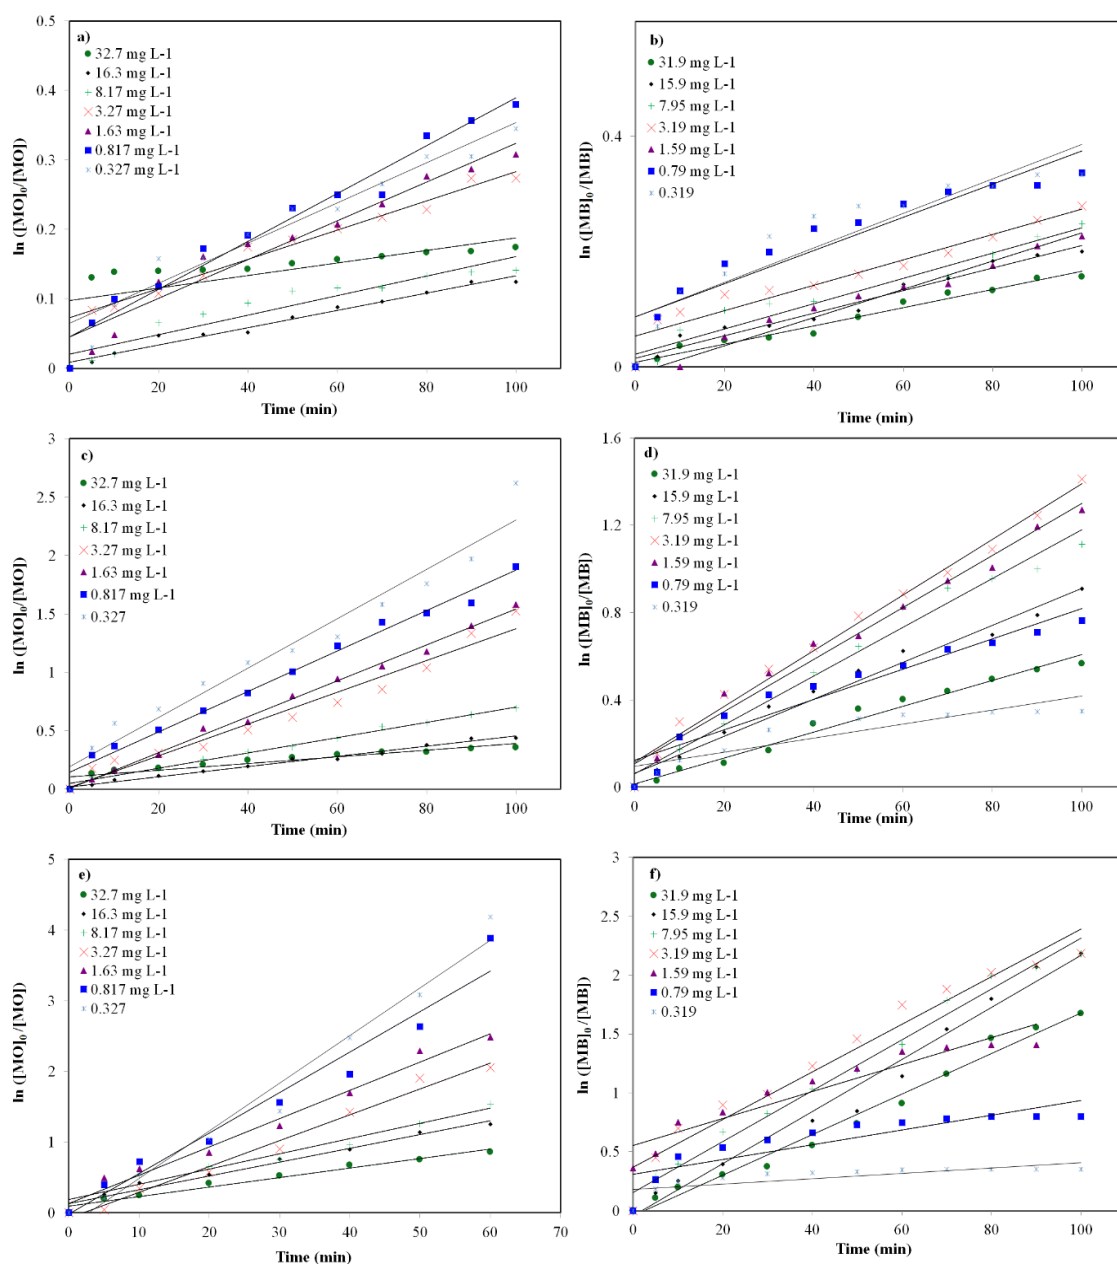 a)
32.7 mg L-1
16.3 mg L-1
8.17 mg L-1
3.27 mg L-1
1.63 mg L-1
0.817 mg L-1
0.327 mg L-1
0.5
0.4
0.3
0.2
0.1
0
0 20 40 60 80 100
ln ([MO]0/[MO])
Time (min)
b)
31.9 mg L-1
15.9 mg L-1
7.95 mg L-1
3.19 mg L-1
1.59 mg L-1
0.79 mg L-1
0.319
0.4
0
0 20 40 60 80 100
ln ([MB]0/[MB])
Time (min)
c)
32.7 mg L-1
16.3 mg L-1
8.17 mg L-1
3.27 mg L-1
1.63 mg L-1
0.817 mg L-1
0.327
3
2.5
2
1.5
1
0.5
0
0 20 40 60 80 100
ln ([MO]0/[MO])
Time (min)
d)
31.9 mg L-1
15.9 mg L-1
7.95 mg L-1
3.19 mg L-1
1.59 mg L-1
0.79 mg L-1
0.319
1.6
1.2
0.8
0.4
0
0 20 40 60 80 100
ln ([MB]0/[MB])
Time (min)
e)
32.7 mg L-1
16.3 mg L-1
8.17 mg L-1
3.27 mg L-1
1.63 mg L-1
0.817 mg L-1
0.327
5
4
3
2
1
0
0 10 20 30 40 50 60 70
ln ([MO]0/[MO])
Time (min)
f)
31.9 mg L-1
15.9 mg L-1
7.95 mg L-1
3.19 mg L-1
1.59 mg L-1
0.79 mg L-1
0.319
3
2.5
2
1.5
1
0.5
0
0 20 40 60 80 100
ln ([MB]0/[MB])
Time (min)